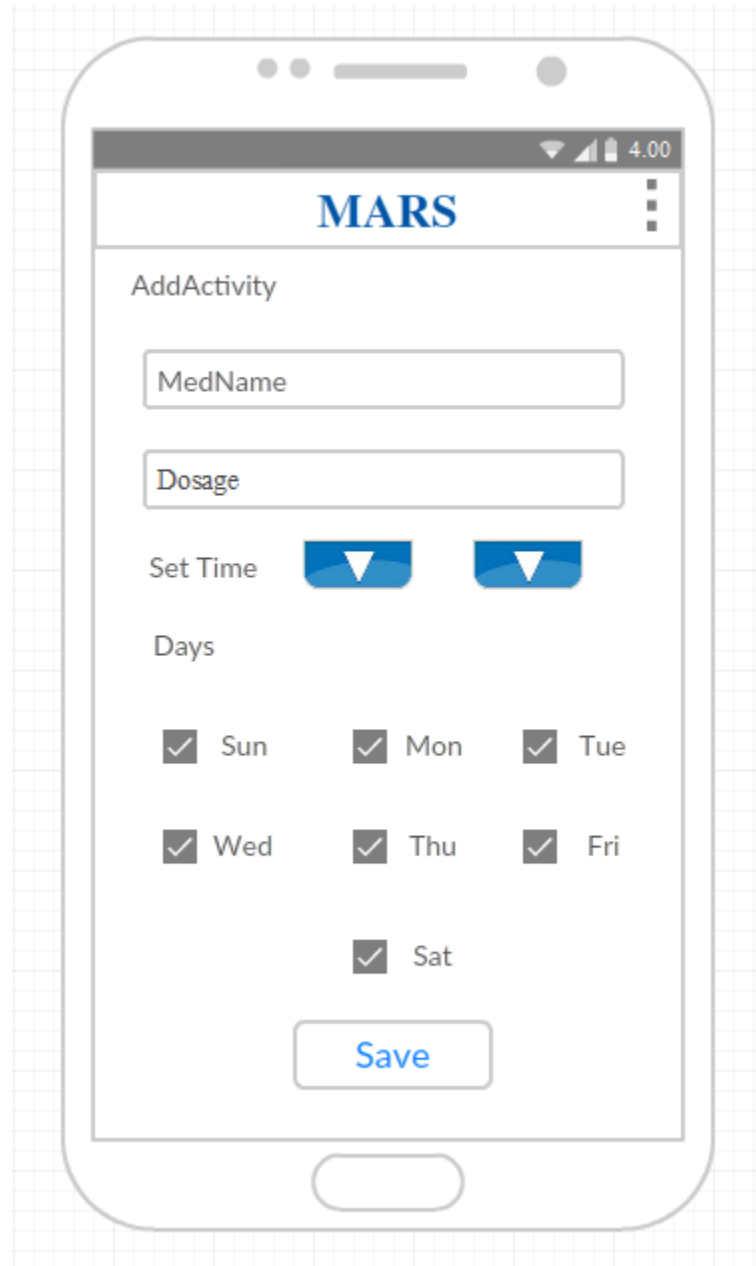 4.00
MARS
AddActivity
MedName
Dosage
Set Time
Days
Sun Mon Tue
Wed Thu Fri
Sat
Save